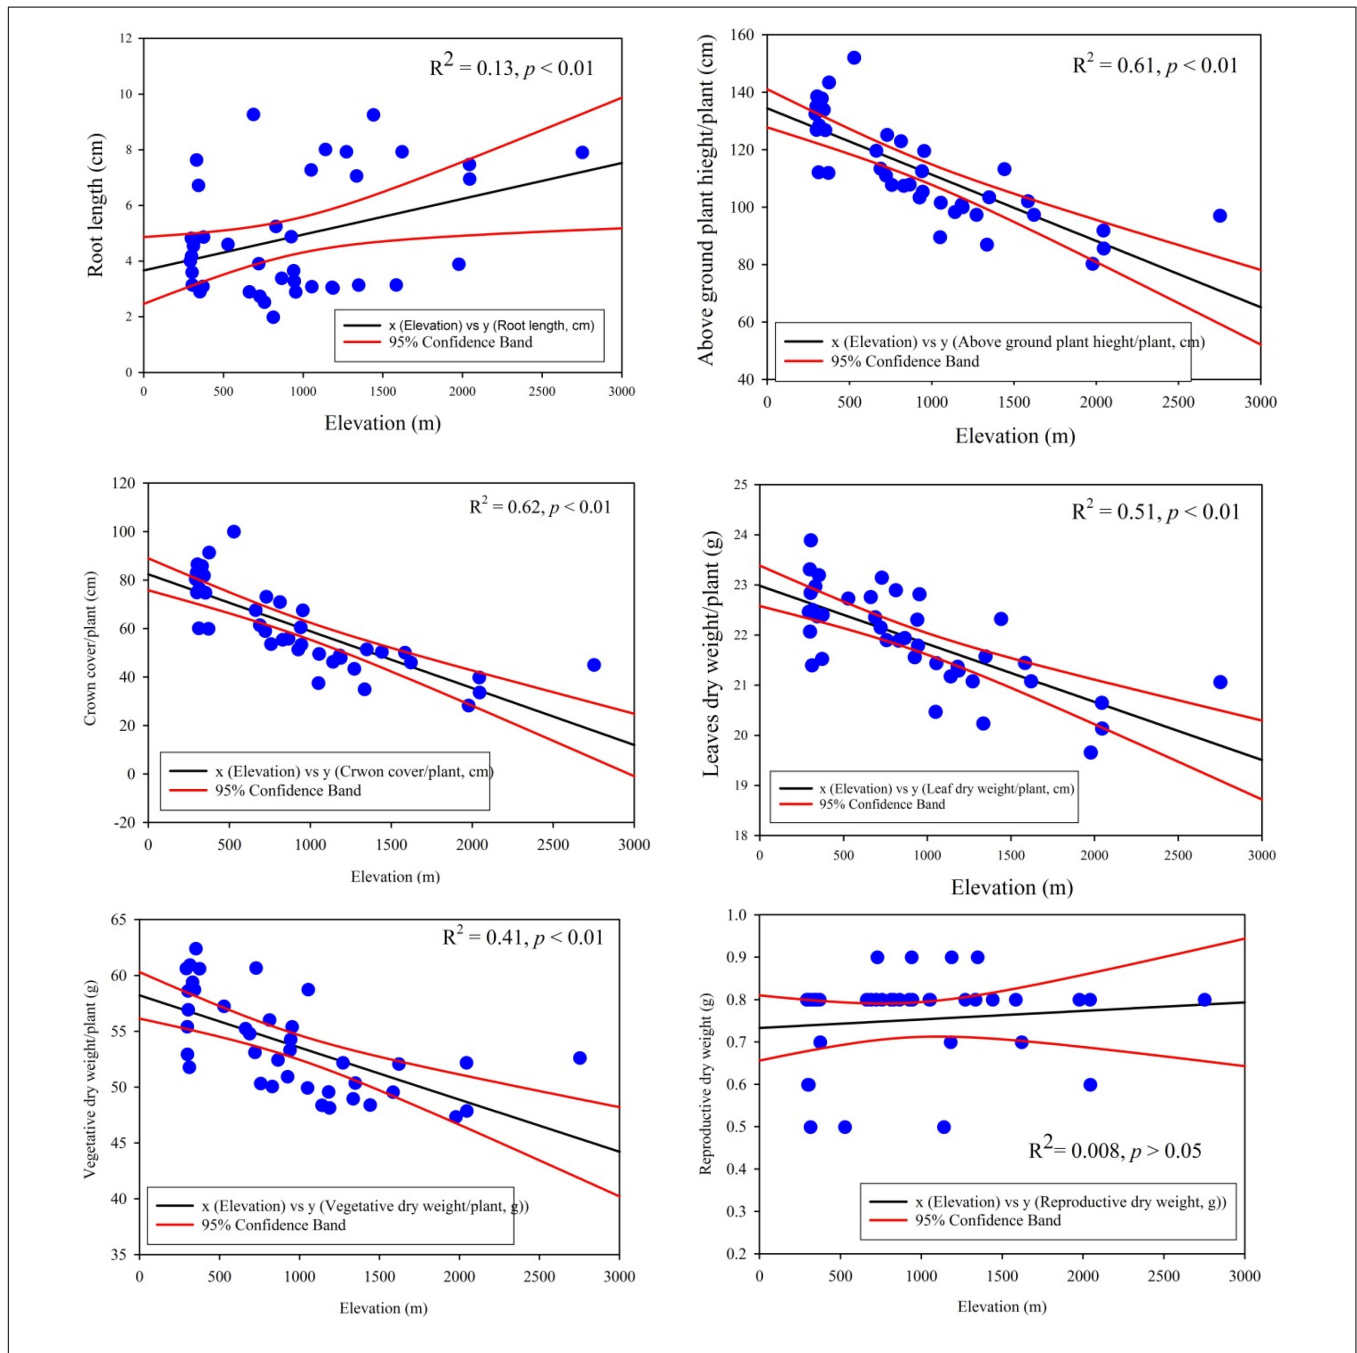 12
10
8
6
4
2
0
Root length (cm)
R2 = 0.13, p < 0.01
x (Elevation) vs y (Root length, cm)
95% Confidence Band
0 500 1000 1500 2000 2500 3000
Elevation (m)
160
140
120
100
80
60
40
Above ground plant hieght/plant (cm)
R2 = 0.61, p < 0.01
x (Elevation) vs y (Above ground plant hieght/plant, cm)
95% Confidence Band
0 500 1000 1500 2000 2500 3000
Elevation (m)
120
100
80
60
40
20
0
-20
Crown cover/plant (cm)
R2 = 0.62, p < 0.01
x (Elevation) vs y (Crwon cover/plant, cm)
95% Confidence Band
0 500 1000 1500 2000 2500 3000
Elevation (m)
25
24
23
22
21
20
19
18
Leaves dry weight/plant (g)
R2 = 0.51, p < 0.01
x (Elevation) vs y (Leaf dry weight/plant, cm)
95% Confidence Band
0 500 1000 1500 2000 2500 3000
Elevation (m)
65
60
55
50
45
40
35
Vegetative dry weight/plant (g)
R2 = 0.41, p < 0.01
x (Elevation) vs y (Vegetative dry weight/plant, g))
95% Confidence Band
0 500 1000 1500 2000 2500 3000
Elevation (m)
1.0
0.9
0.8
0.7
0.6
0.5
0.4
0.3
0.2
Reproductive dry weight (g)
R2= 0.008, p > 0.05
x (Elevation) vs y (Reproductive dry weight, g))
95% Confidence Band
0 500 1000 1500 2000 2500 3000
Elevation (m)